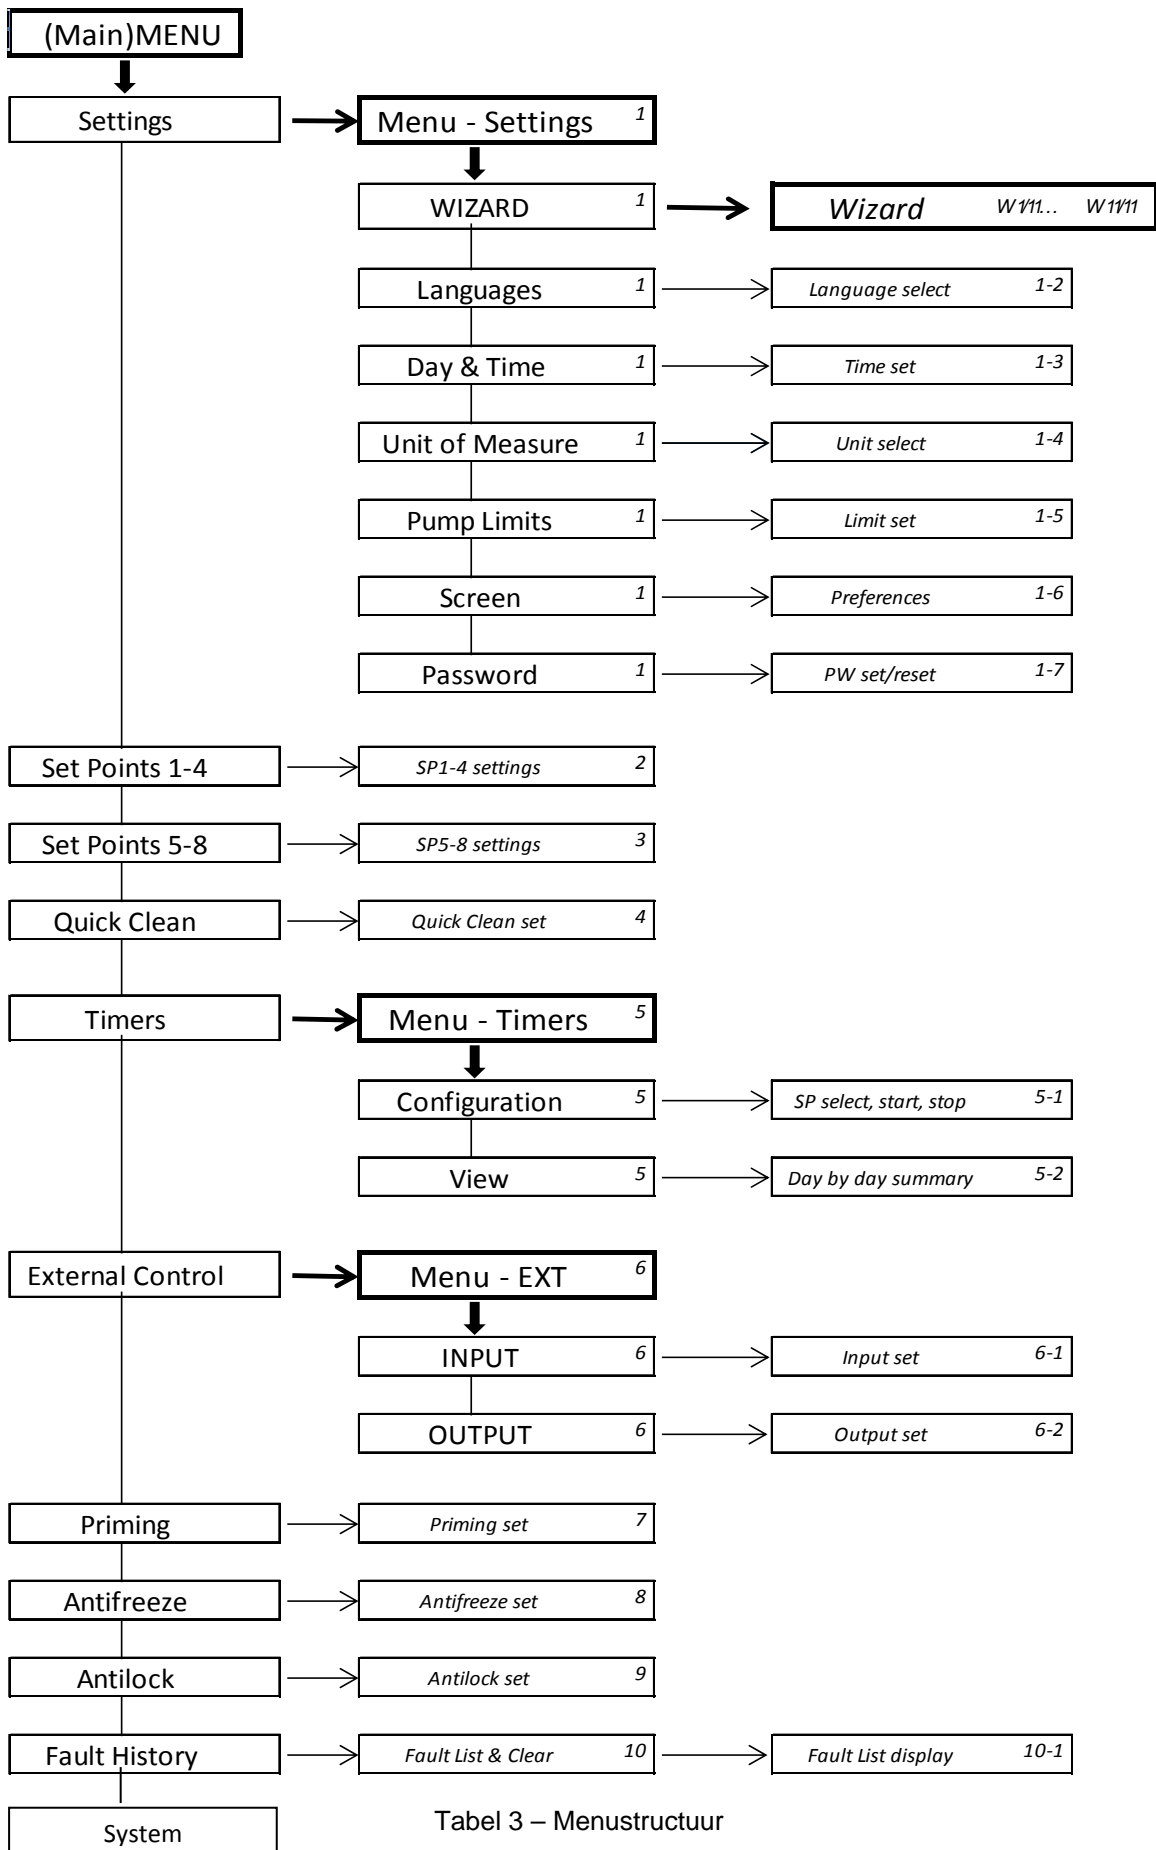 (Main)MENU
Settings
Menu - Settings 1
WIZARD 1
Wizard W1/11... W11/11
Languages 1
Language select 1-2
Day & Time 1
Time set 1-3
Unit of Measure 1
Unit select 1-4
Pump Limits 1
Limit set 1-5
Screen 1
Preferences 1-6
Password 1
PW set/reset 1-7
Set Points 1-4
SP1-4 settings 2
Set Points 5-8
SP5-8 settings 3
Quick Clean
Quick Clean set 4
Timers
Menu - Timers 5
Configuration 5
SP select, start, stop 5-1
View 5
Day by day summary 5-2
External Control
Menu - EXT 6
INPUT 6
Input set 6-1
OUTPUT 6
Output set 6-2
Priming
Priming set 7
Antifreeze
Antifreeze set 8
Antilock
Antilock set 9
Fault History
Fault List & Clear 10
Fault List display 10-1
System
Tabel 3 – Menustructuur